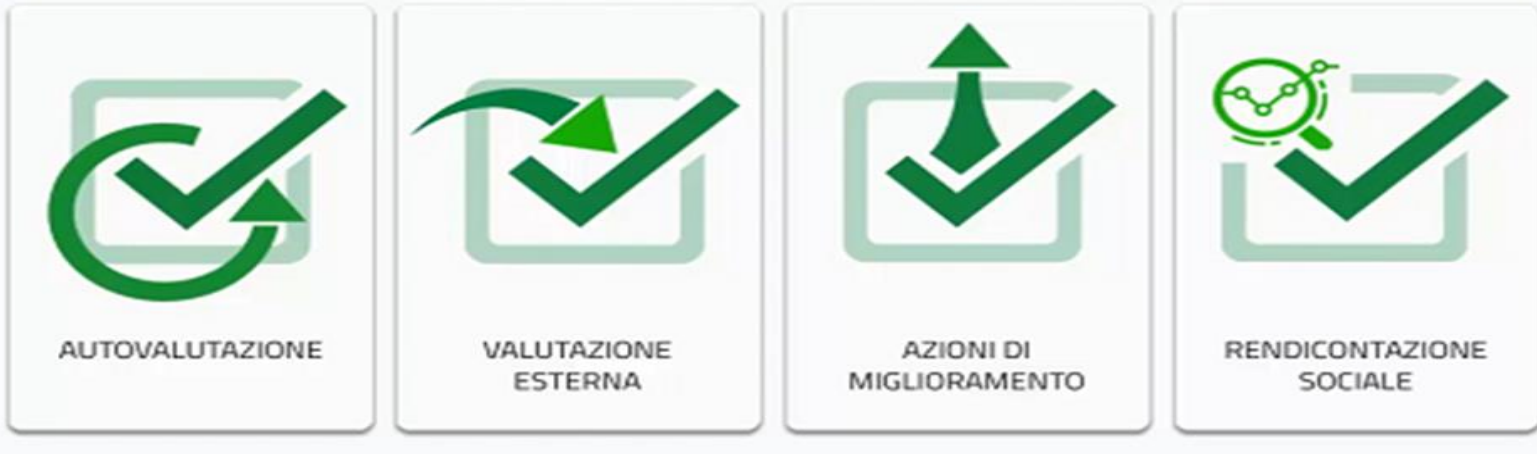 AUTOVALUTAZIONE
VALUTAZIONE
ESTERNA
AZIONI DI
MIGLIORAMENTO
RENDICONTAZIONE
SOCIALE